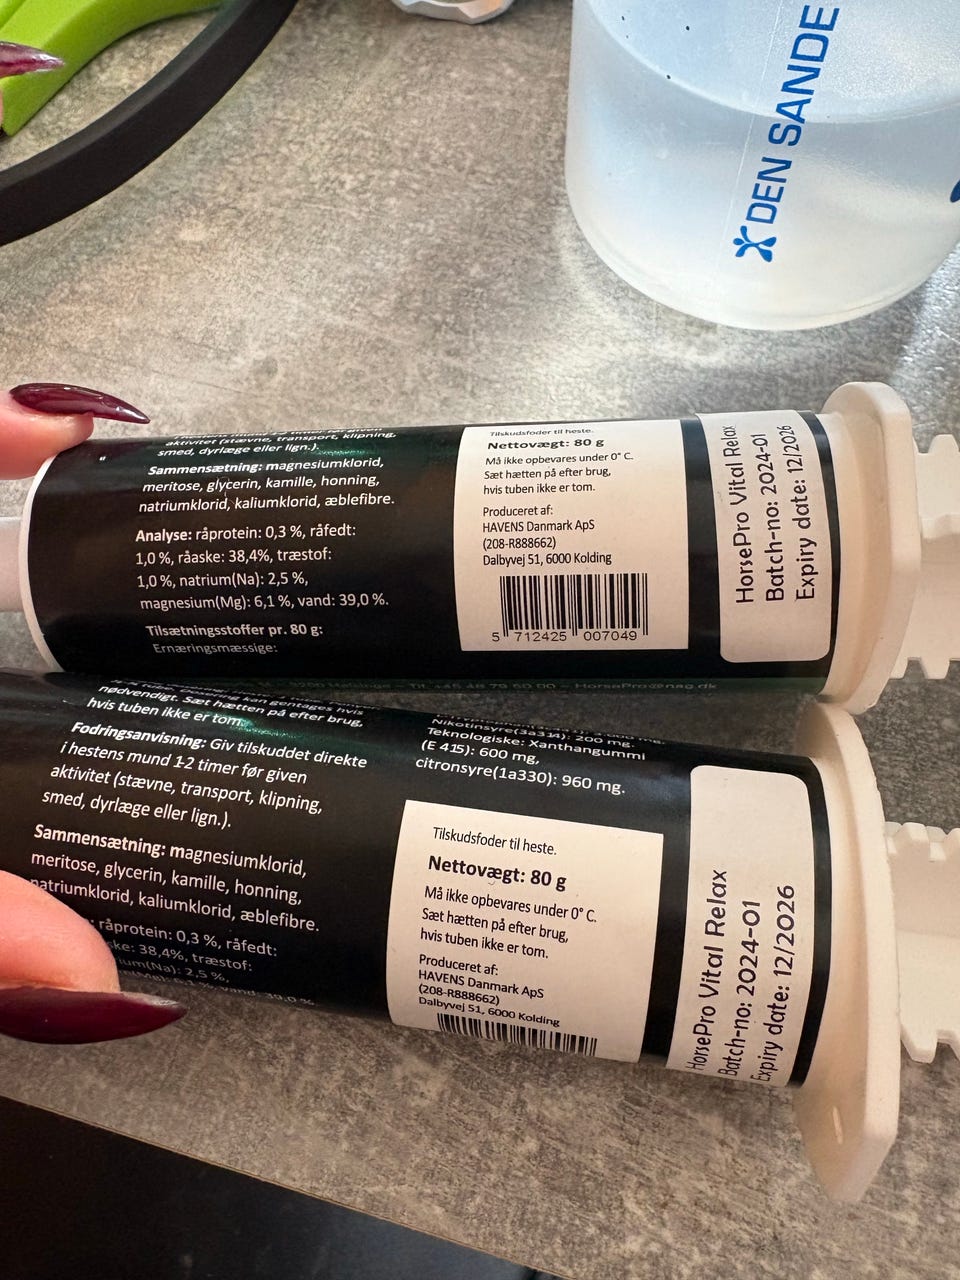 DEN SANDE
aktivitet (stævne, transport, klipning,
smed, dyrlæge eller lign.).
Sammensætning: magnesiumklorid,
meritose, glycerin, kamille, honning,
natriumklorid, kaliumklorid, æblefibre.
Analyse: råprotein: 0,3 %, råfedt:
1,0 %, råaske: 38,4%, træstof:
1,0 %, natrium(Na): 2,5 %,
magnesium(Mg): 6,1 %, vand: 39,0 %.
Tilsætningsstoffer pr. 80 g:
Ernæringsmæssige:
Tilskudsfoder til heste.
Nettovægt: 80 g
Må ikke opbevares under 0° C.
Sæt hætten på efter brug,
hvis tuben ikke er tom.
Produceret af:
HAVENS Danmark ApS
(208-R888662)
Dalbyvej 51, 6000 Kolding
5 712425 007049
HorsePro Vital Relax
Batch-no: 2024-01
Expiry date: 12/2026
HorsePro@nag.dk
nødvendigt. Sæt hætten på efter brug,
hvis tuben ikke er tom.
Fodringsanvisning: Giv tilskuddet direkte
i hestens mund 1-2 timer før given
aktivitet (stævne, transport, klipning,
smed, dyrlæge eller lign.).
Sammensætning: magnesiumklorid,
meritose, glycerin, kamille, honning,
natriumklorid, kaliumklorid, æblefibre.
råprotein: 0,3 %, råfedt:
38,4%, træstof:
2,5 %,
Nikotinsyre(3a314): 200 mg.
Teknologiske: Xanthangummi
(E 415): 600 mg,
citronsyre(1a330): 960 mg.
Tilskudsfoder til heste.
Nettovægt: 80 g
Må ikke opbevares under 0° C.
Sæt hætten på efter brug,
hvis tuben ikke er tom.
Produceret af:
HAVENS Danmark ApS
(208-R888662)
Dalbyvej 51, 6000 Kolding
HorsePro Vital Relax
Batch-no: 2024-01
Expiry date: 12/2026